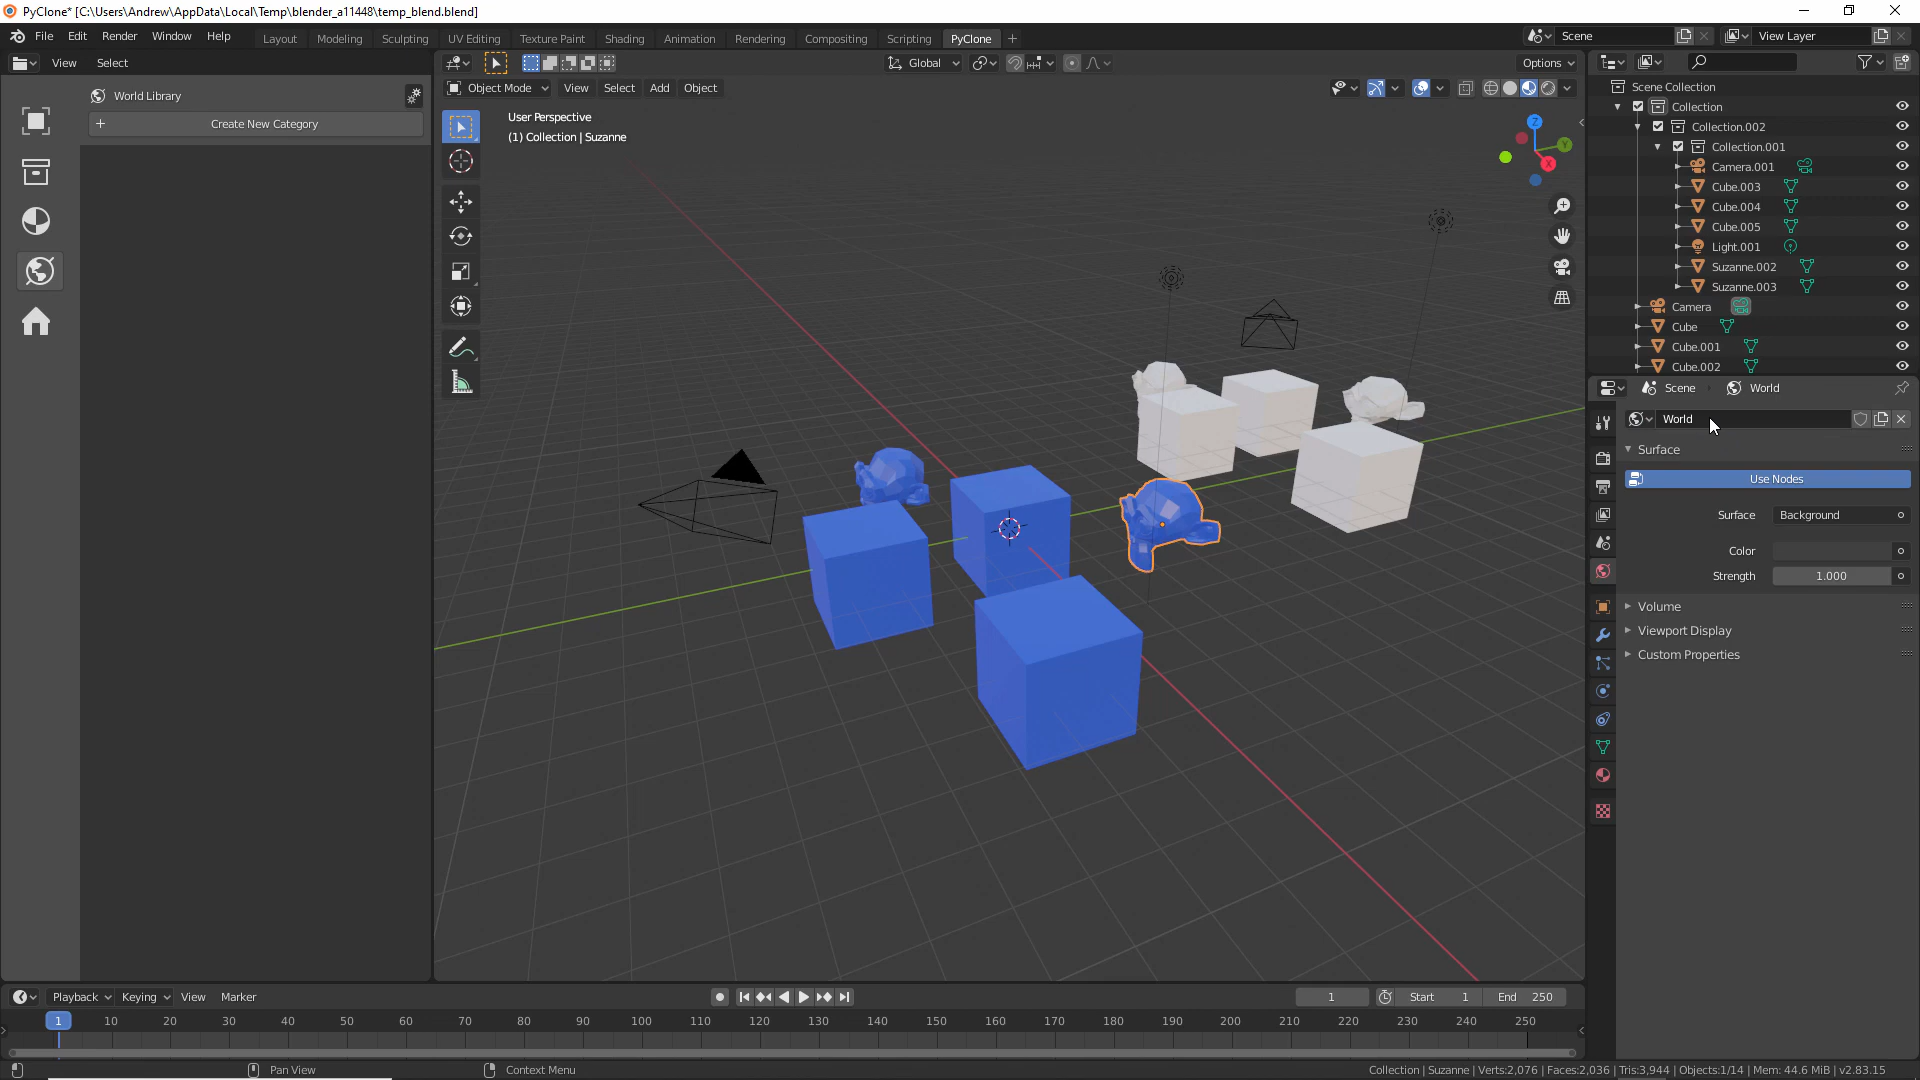 PyClone* [C:\Users\Andrew\AppData\Local\Temp\blender_a11448\temp_blend.blend]
File Edit Render Window Help Layout Modeling Sculpting UV Editing Texture Paint Shading Animation Rendering Compositing Scripting PyClone Scene View Layer
View Select Global Options
World Library
Create New Category
Object Mode View Select Add Object
User Perspective
(1) Collection | Suzanne
Z
Y
X
Scene Collection
Collection
Collection.002
Collection.001
Camera.001
Cube.003
Cube.004
Cube.005
Light.001
Suzanne.002
Suzanne.003
Camera
Cube
Cube.001
Cube.002
Scene World
World
Surface
Use Nodes
Surface Background
Color
Strength 1.000
Volume
Viewport Display
Custom Properties
Playback Keying View Marker 1 Start 1 End 250
1 10 20 30 40 50 60 70 80 90 100 110 120 130 140 150 160 170 180 190 200 210 220 230 240 250
Pan View Context Menu Collection | Suzanne | Verts:2,076 | Faces:2,036 | Tris:3,944 | Objects:1/14 | Mem: 44.6 MiB | v2.83.15